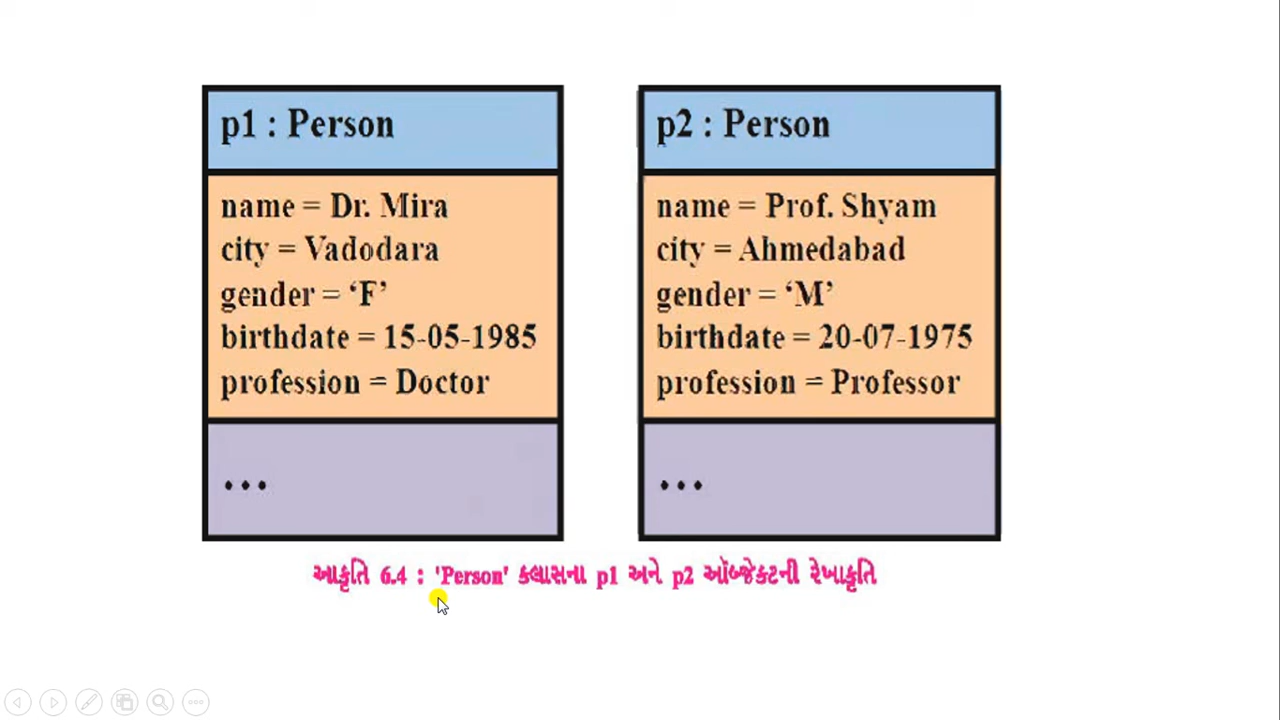 p1 : Person
name = Dr. Mira
city = Vadodara
gender = ‘F’
birthdate = 15-05-1985
profession = Doctor
...
p2 : Person
name = Prof. Shyam
city = Ahmedabad
gender = ‘M’
birthdate = 20-07-1975
profession = Professor
...
આકૃતિ 6.4 : 'Person' ક્લાસના p1 અને p2 ઑબ્જેક્ટની રેખાકૃતિ